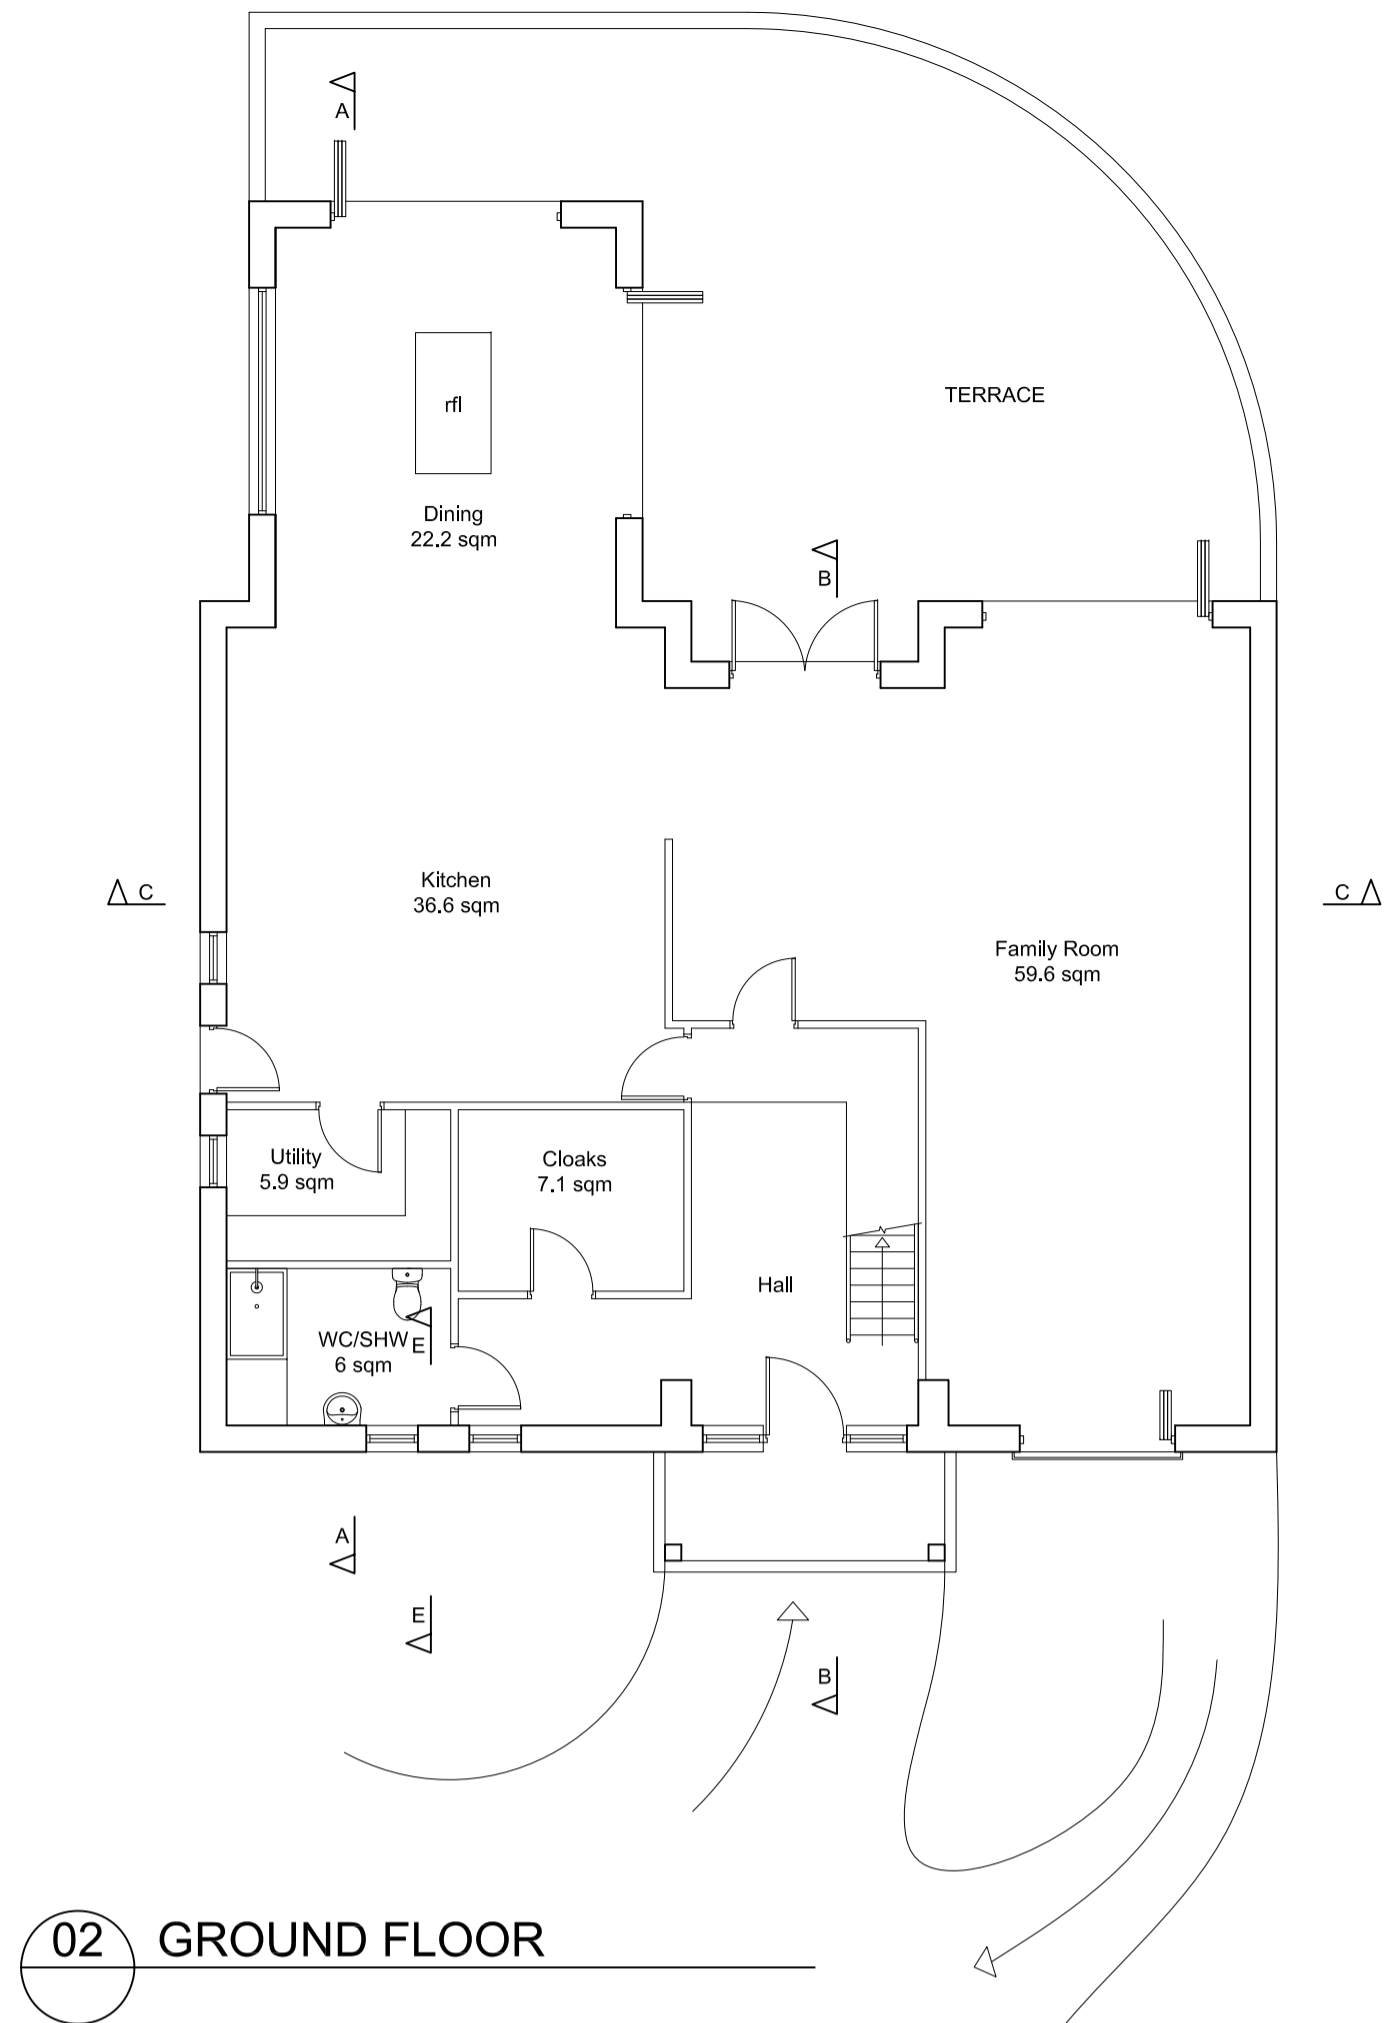 A
rfl
TERRACE
Dining
22.2 sqm
B
Kitchen
36.6 sqm
C
C
Family Room
59.6 sqm
Utility
5.9 sqm
Cloaks
7.1 sqm
Hall
WC/SHW
6 sqm
E
A
E
B
02
GROUND FLOOR